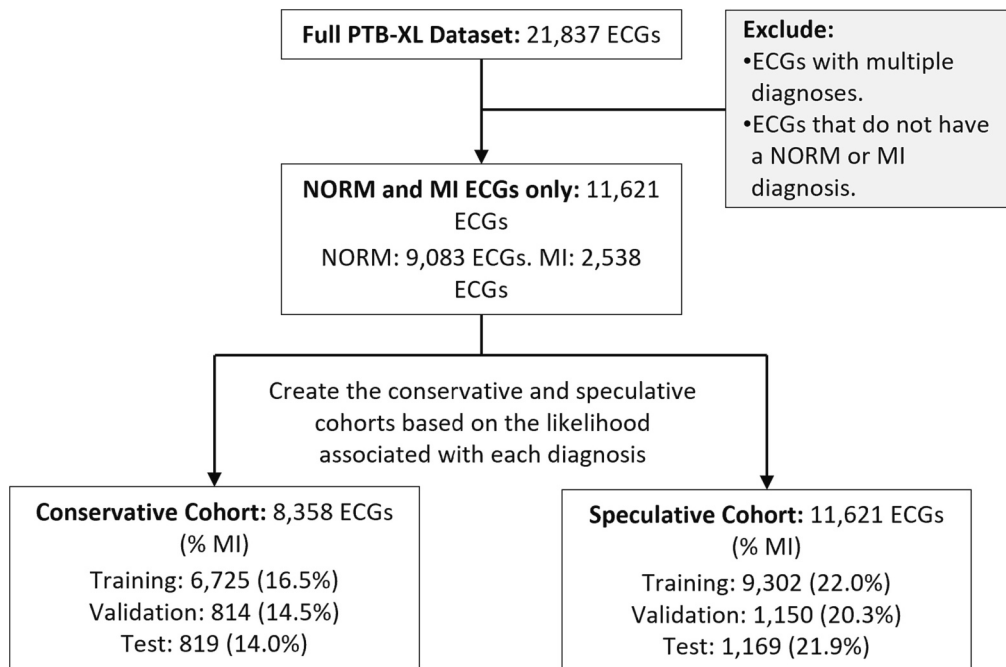 Full PTB-XL Dataset: 21,837 ECGs
Exclude:
•ECGs with multiple
diagnoses.
•ECGs that do not have
a NORM or MI
diagnosis.
NORM and MI ECGs only: 11,621
ECGs
NORM: 9,083 ECGs. MI: 2,538
ECGs
Create the conservative and speculative
cohorts based on the likelihood
associated with each diagnosis
Conservative Cohort: 8,358 ECGs
(% MI)
Training: 6,725 (16.5%)
Validation: 814 (14.5%)
Test: 819 (14.0%)
Speculative Cohort: 11,621 ECGs
(% MI)
Training: 9,302 (22.0%)
Validation: 1,150 (20.3%)
Test: 1,169 (21.9%)